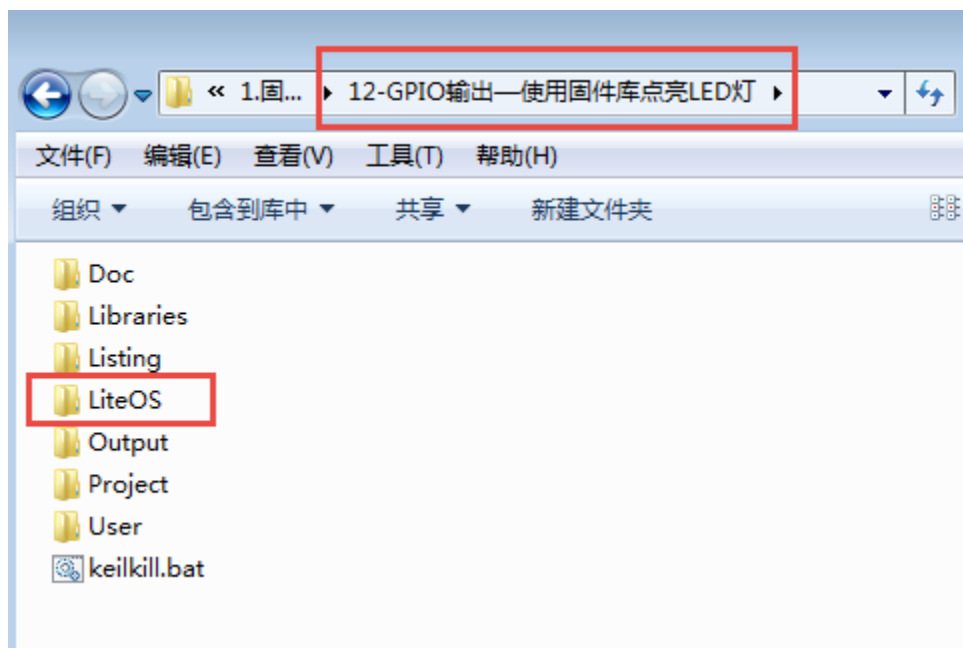 « 1.固... ▸ 12-GPIO输出—使用固件库点亮LED灯 ▸
文件(F) 编辑(E) 查看(V) 工具(T) 帮助(H)
组织 包含到库中 共享 新建文件夹
Doc
Libraries
Listing
LiteOS
Output
Project
User
keilkill.bat